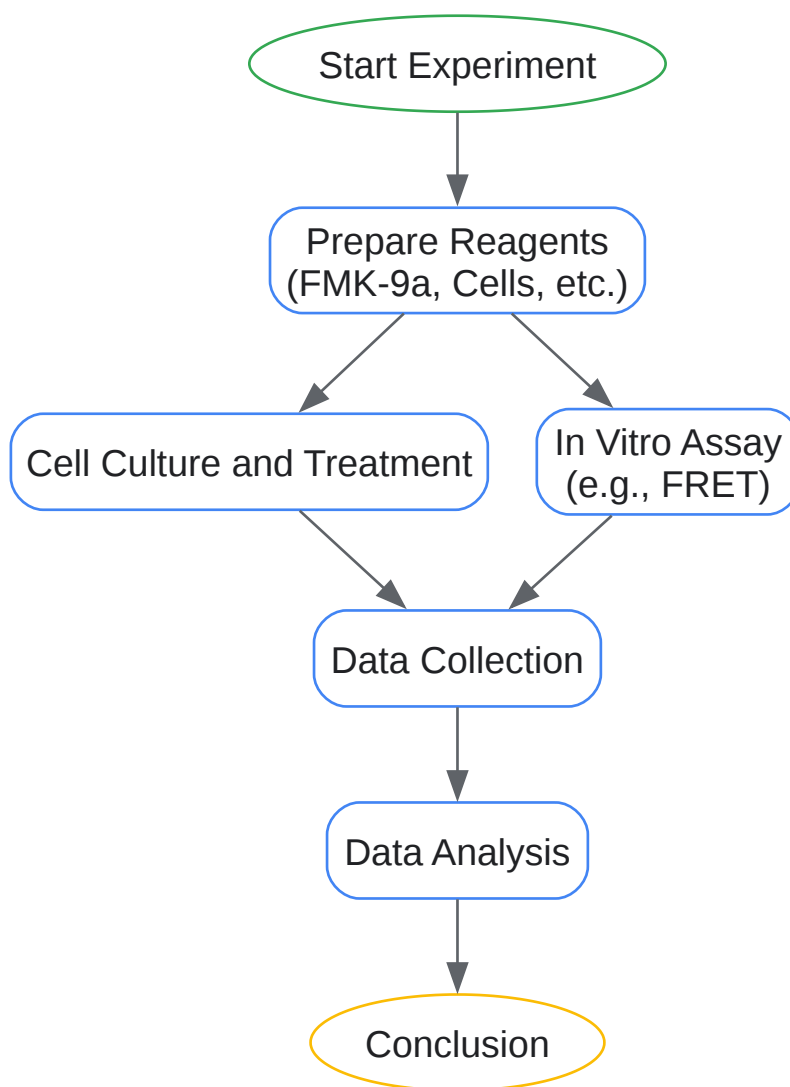 Start Experiment
Prepare Reagents
(FMK-9a, Cells, etc.)
Cell Culture and Treatment
In Vitro Assay
(e.g., FRET)
Data Collection
Data Analysis
Conclusion